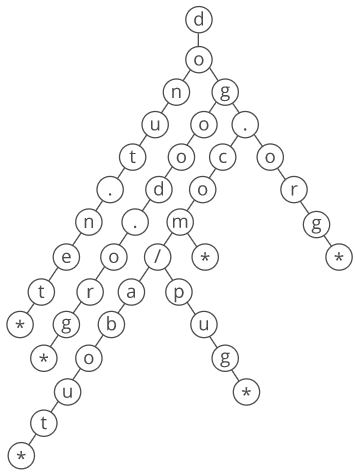 d
o
n g
u o .
t o c o
. d o r
n . m g
e o / * *
t r a p
* g b u
* o g
u *
t
*